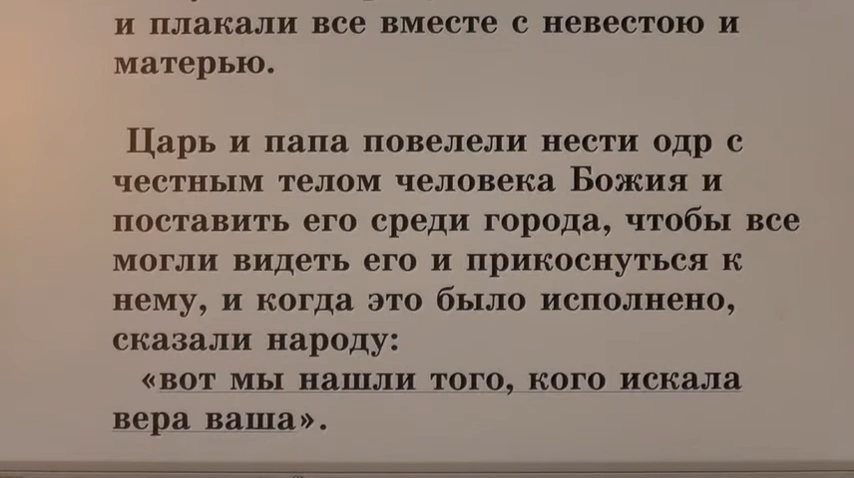 и плакали все вместе с невестою и
матерью.
Царь и папа повелели нести одр с
честным телом человека Божия и
поставить его среди города, чтобы все
могли видеть его и прикоснуться к
нему, и когда это было исполнено,
сказали народу:
«вот мы нашли того, кого искала
вера ваша».